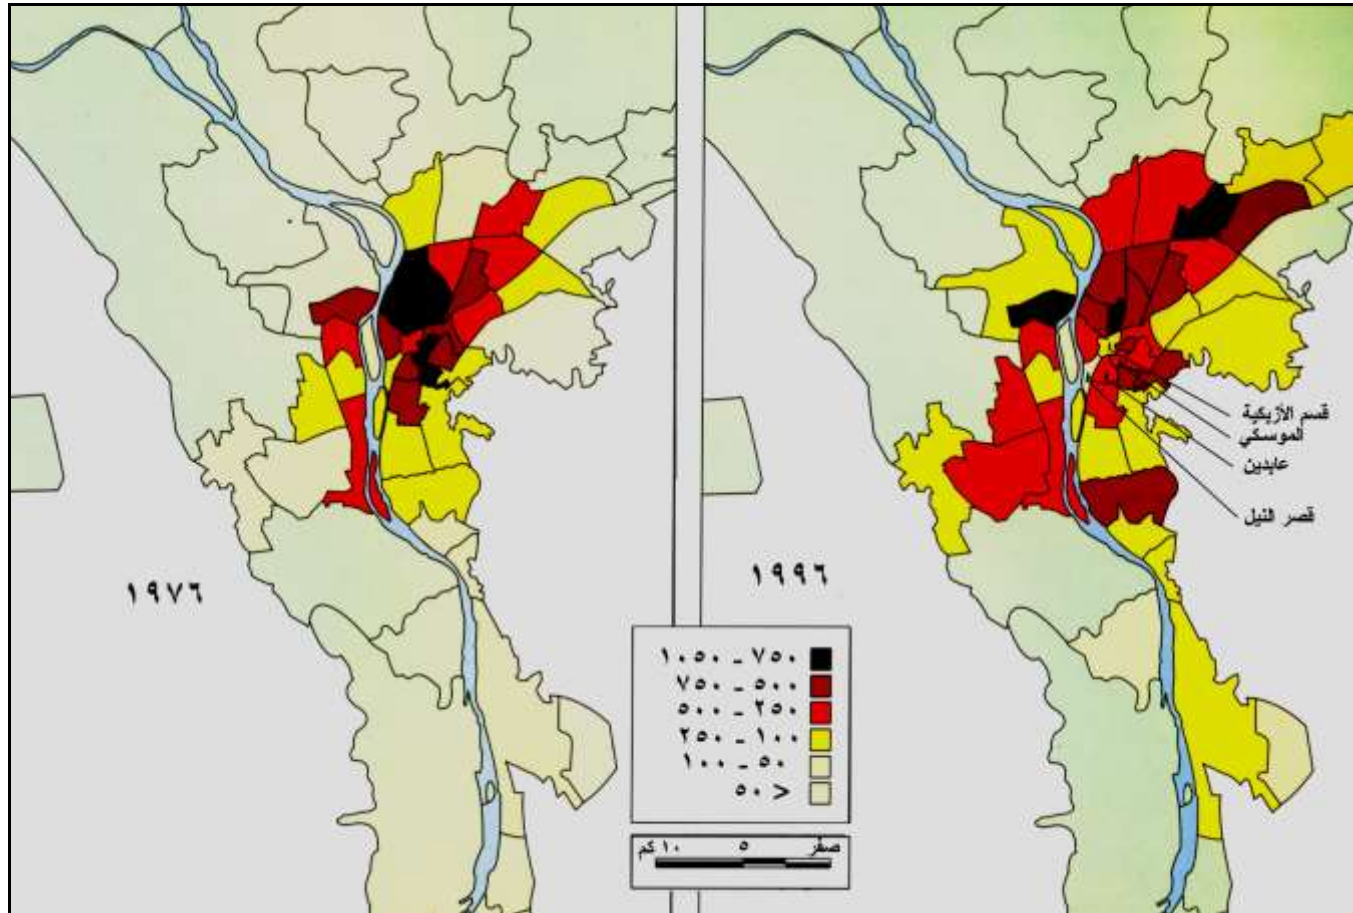 قسم الأزبكية
الموسكي
عابدين
قصر النيل
١٩٧٦
١٩٩٦
٧٥٠ - ١٠٥٠
٥٠٠ - ٧٥٠
٢٥٠ - ٥٠٠
١٠٠ - ٢٥٠
٥٠ - ١٠٠
< ٥٠
صفر ٥ ١٠ كم